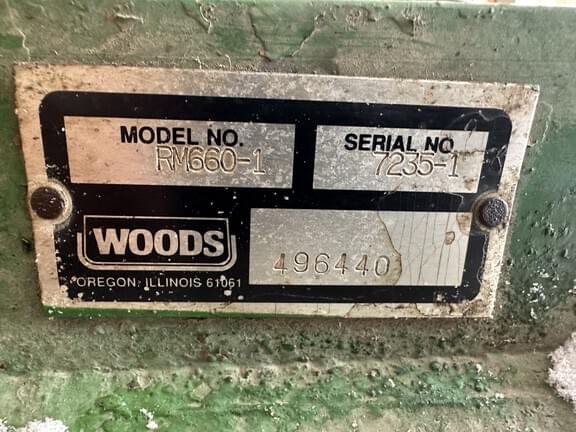 MODEL NO.
RM660-1
SERIAL NO.
7235-1
WOODS
OREGON, ILLINOIS 61061
496440